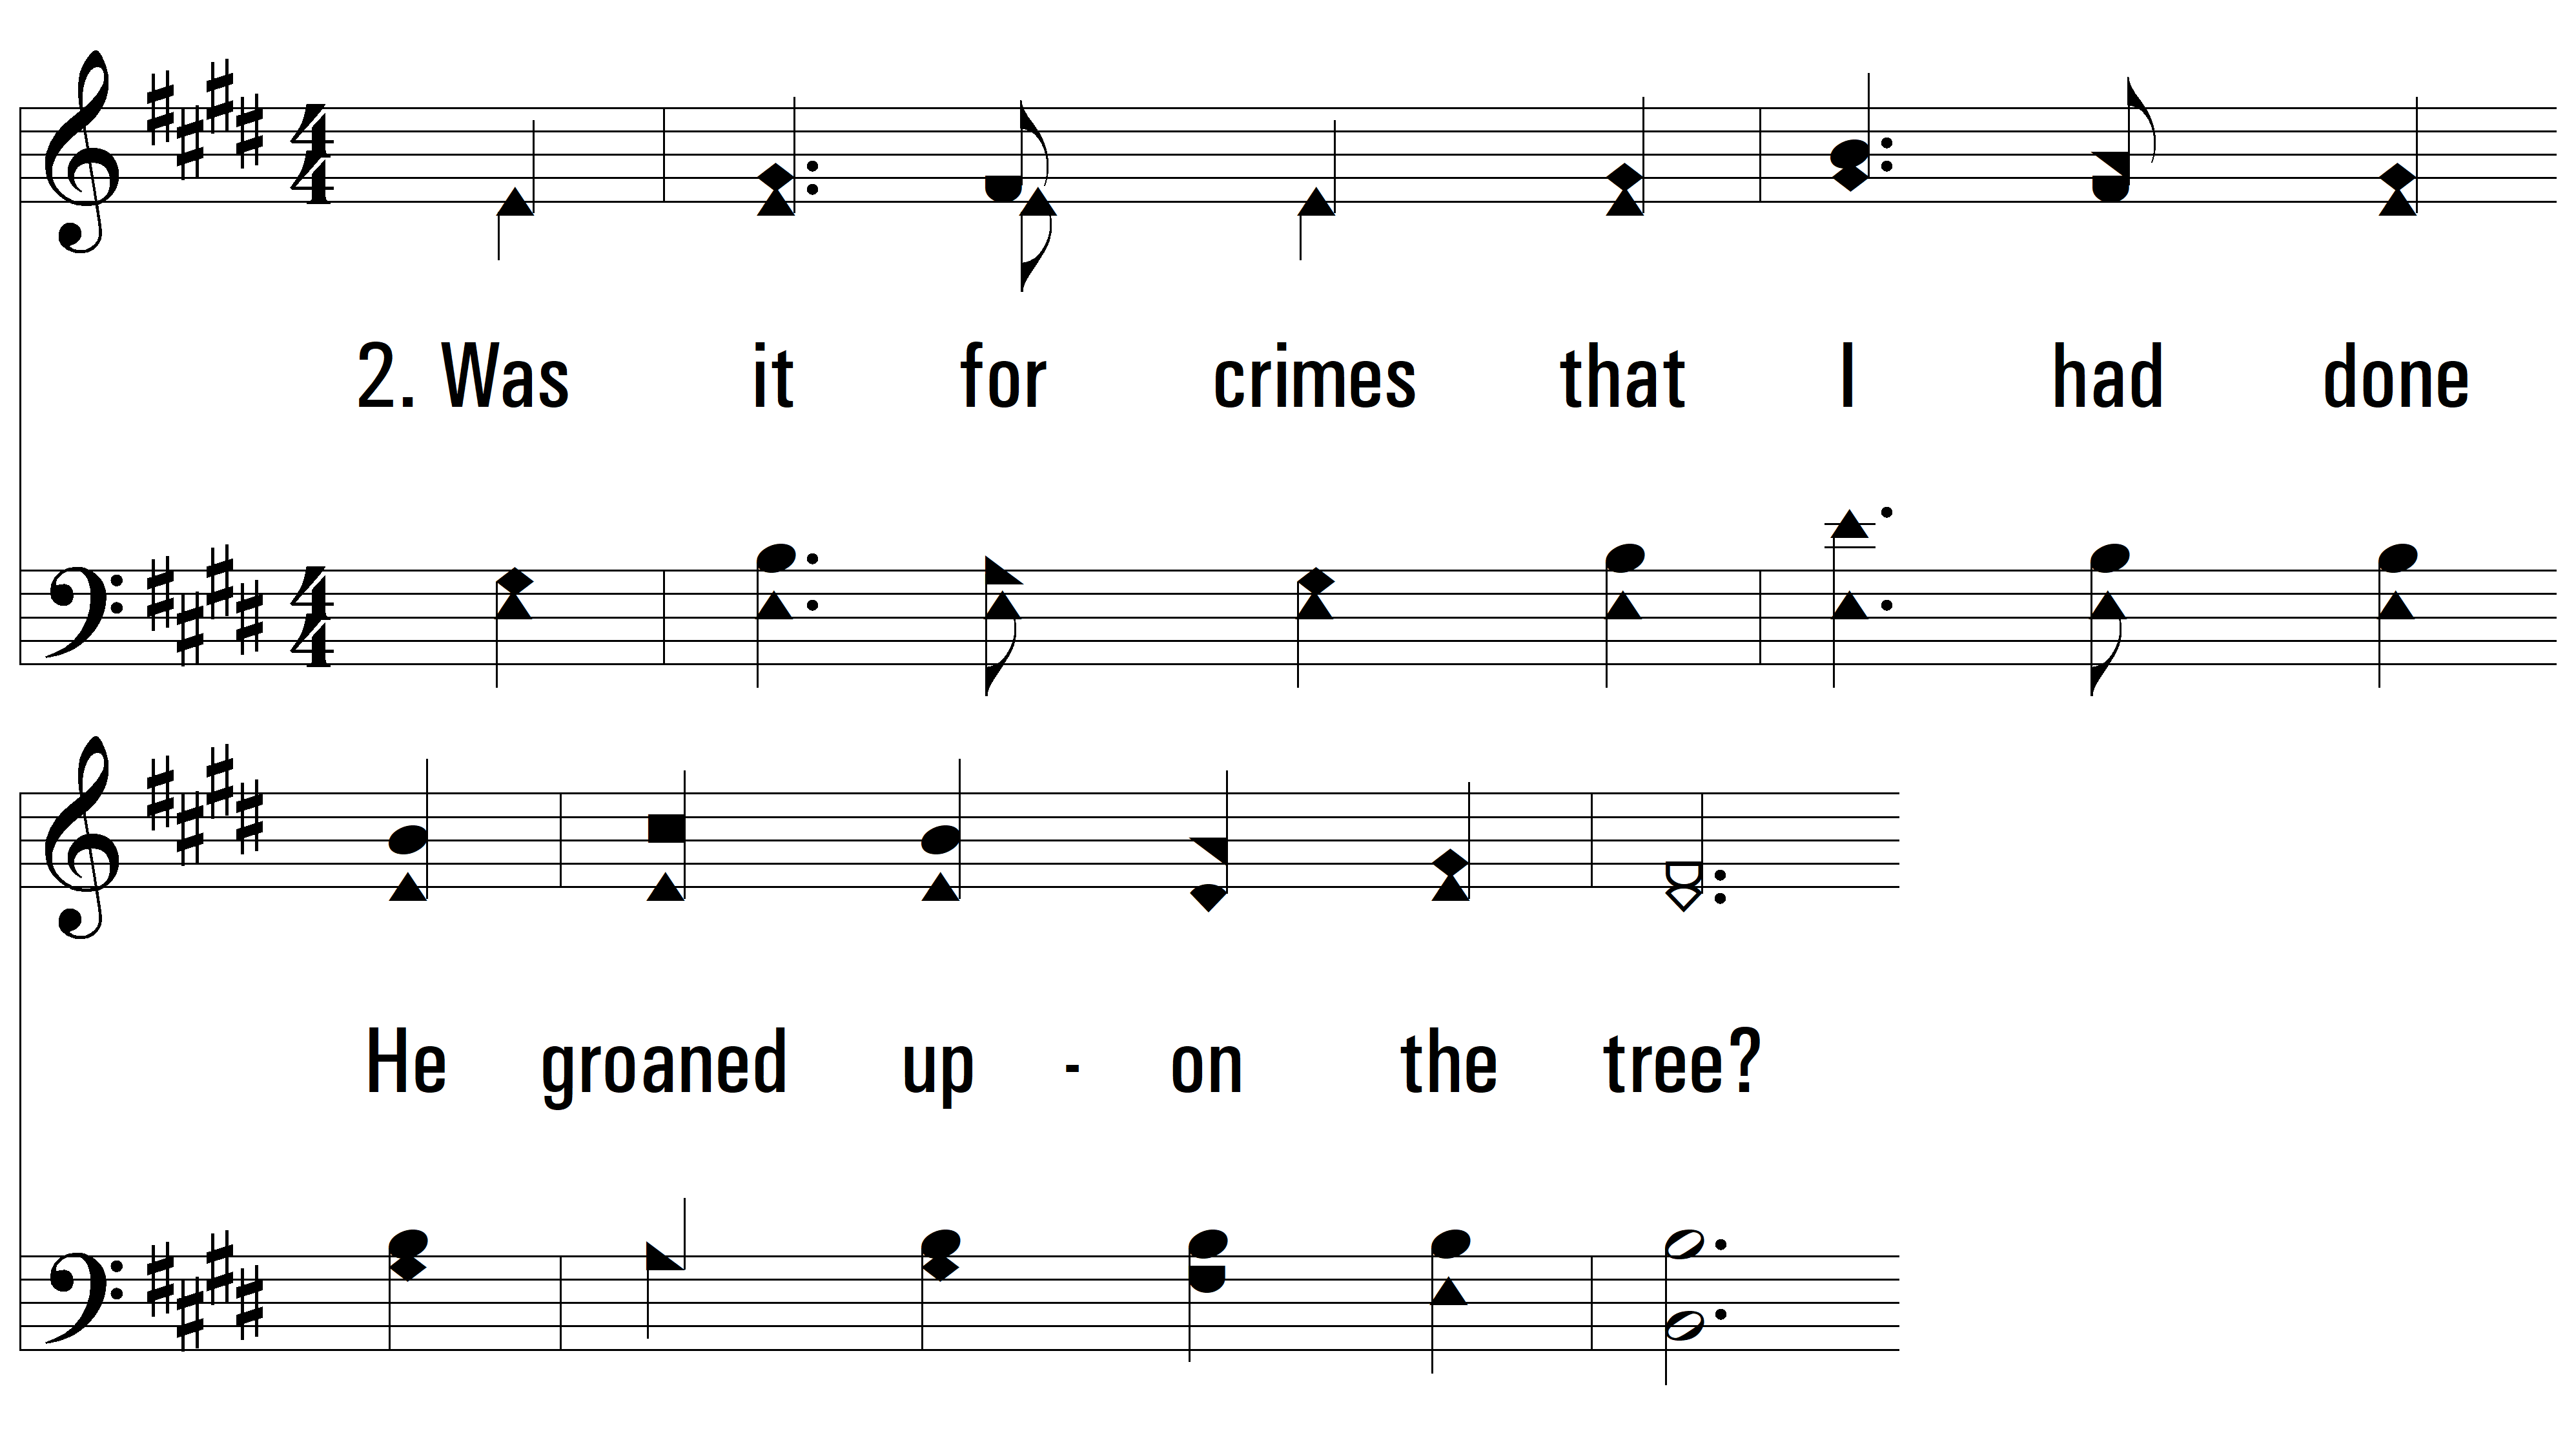 2. Was it for crimes that I had done
He groaned up - on the tree?